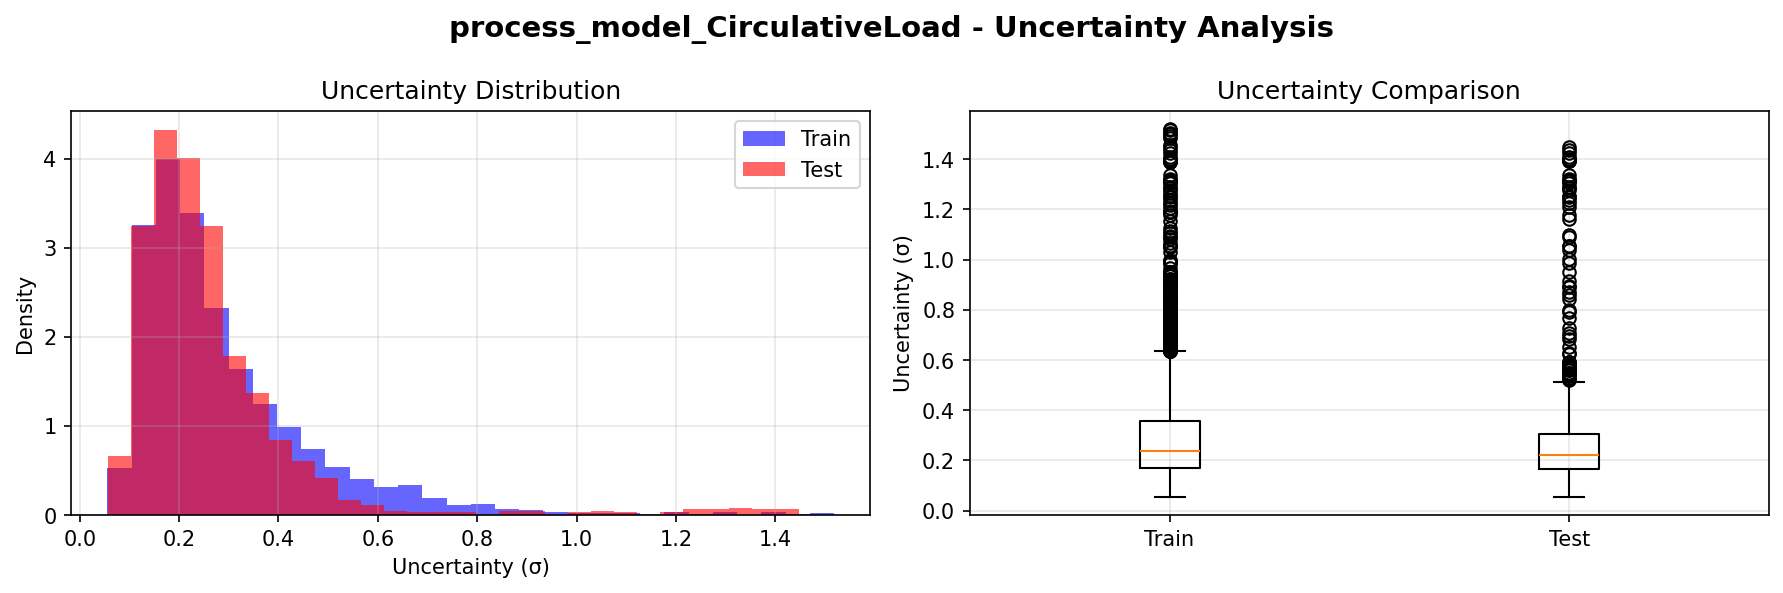 process_model_CirculativeLoad - Uncertainty Analysis
Uncertainty Distribution
Train
Test
Density
4
3
2
1
0
0.0 0.2 0.4 0.6 0.8 1.0 1.2 1.4
Uncertainty (σ)
Uncertainty Comparison
Uncertainty (σ)
1.4
1.2
1.0
0.8
0.6
0.4
0.2
0.0
Train Test